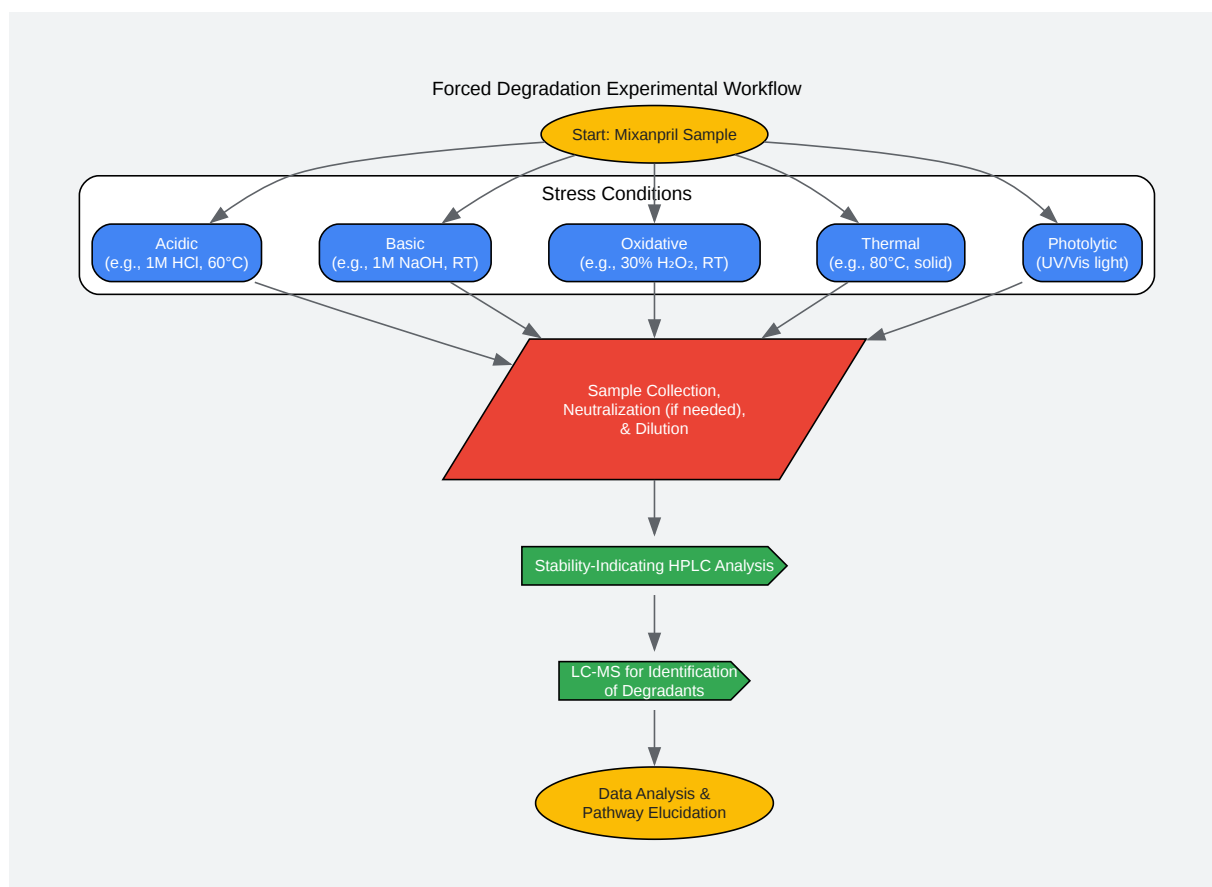 Forced Degradation Experimental Workflow
Start: Mixanpril Sample
Stress Conditions
Acidic
(e.g., 1M HCl, 60°C)
Basic
(e.g., 1M NaOH, RT)
Oxidative
(e.g., 30% H₂O₂, RT)
Thermal
(e.g., 80°C, solid)
Photolytic
(UV/Vis light)
Sample Collection,
Neutralization (if needed),
& Dilution
Stability-Indicating HPLC Analysis
LC-MS for Identification
of Degradants
Data Analysis &
Pathway Elucidation